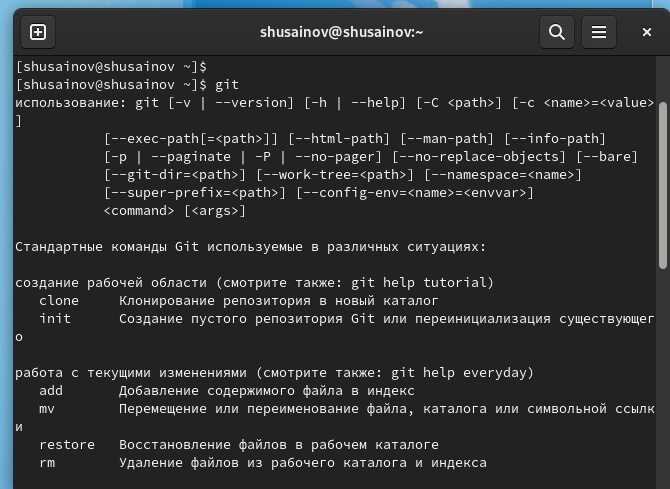 shusainov@shusainov:~
[shusainov@shusainov ~]$
[shusainov@shusainov ~]$ git
использование: git [-v | --version] [-h | --help] [-C <path>] [-c <name>=<value>
]
[--exec-path[=<path>]] [--html-path] [--man-path] [--info-path]
[-p | --paginate | -P | --no-pager] [--no-replace-objects] [--bare]
[--git-dir=<path>] [--work-tree=<path>] [--namespace=<name>]
[--super-prefix=<path>] [--config-env=<name>=<envvar>]
<command> [<args>]
Стандартные команды Git используемые в различных ситуациях:
создание рабочей области (смотрите также: git help tutorial)
clone Клонирование репозитория в новый каталог
init Создание пустого репозитория Git или переинициализация существующег
о
работа с текущими изменениями (смотрите также: git help everyday)
add Добавление содержимого файла в индекс
mv Перемещение или переименование файла, каталога или символьной ссылк
и
restore Восстановление файлов в рабочем каталоге
rm Удаление файлов из рабочего каталога и индекса